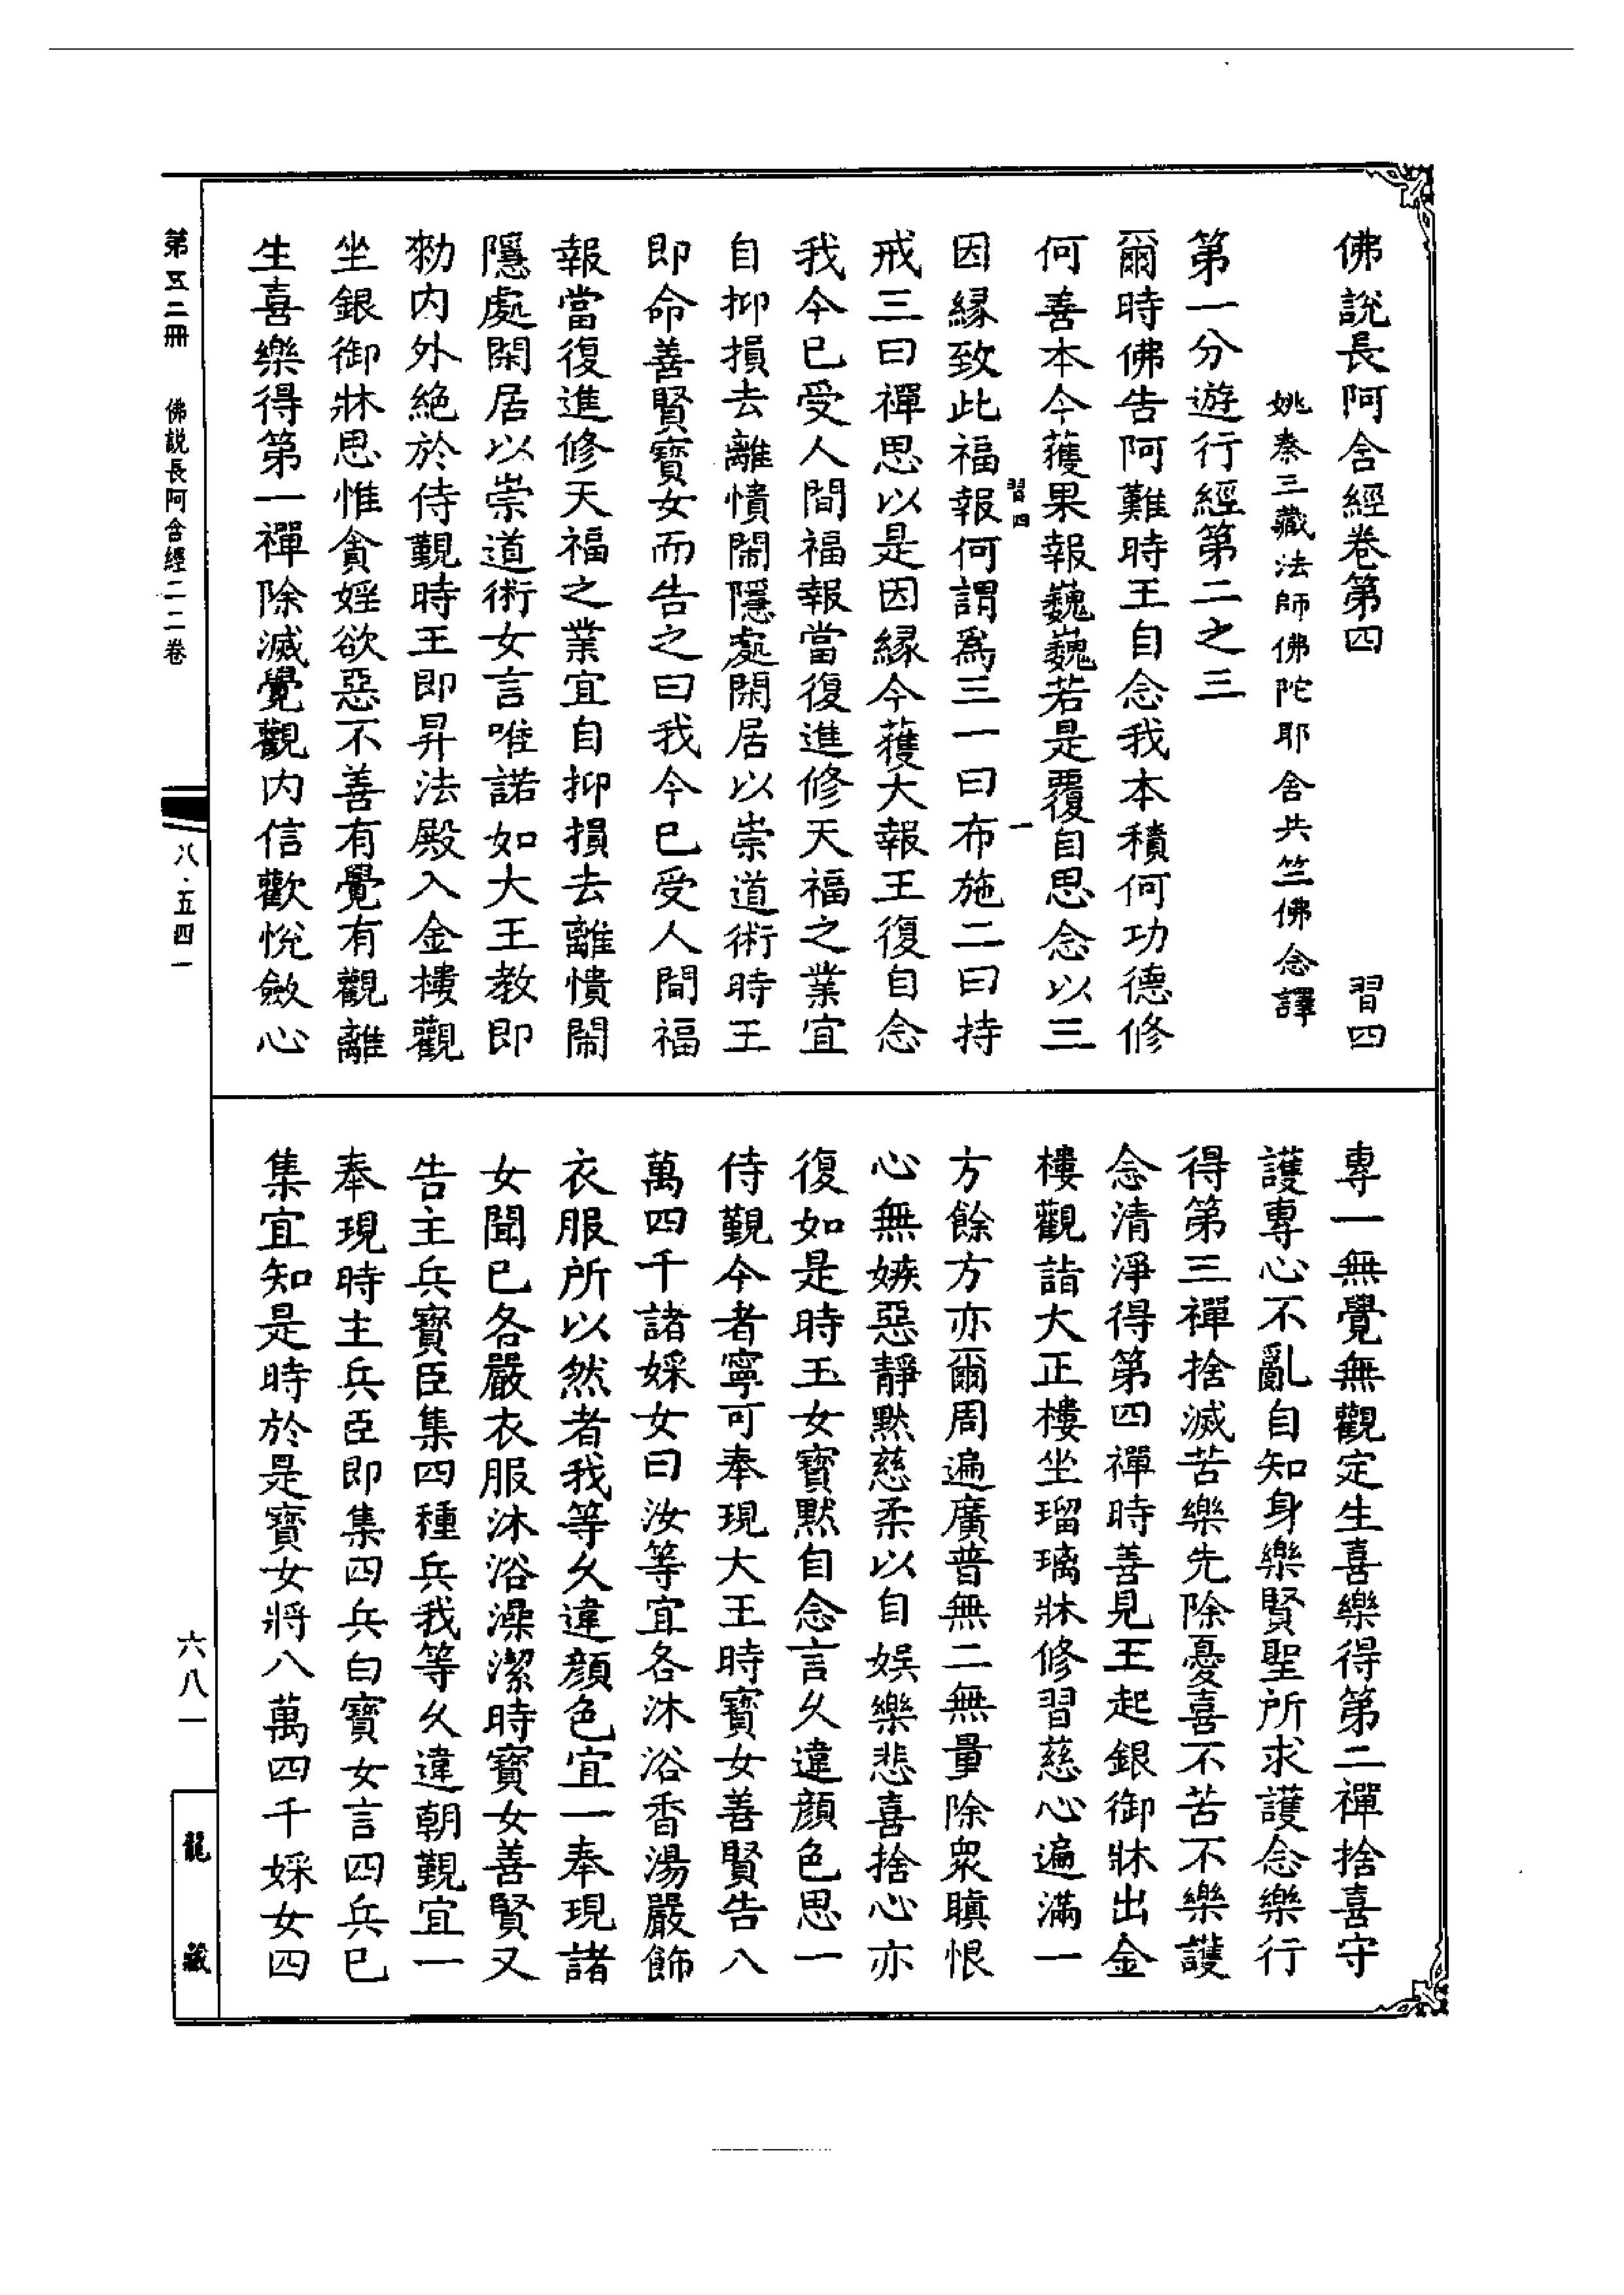 佛說長阿含經卷第四　習四
姚秦三藏法師佛陀耶舍共竺佛念譯
第一分遊行經第二之三
爾時佛告阿難時王自念我本積何功德修
何善本今獲果報巍巍若是覆自思念以三
習四　一
因緣致此福報何謂爲三一曰布施二曰持
戒三曰禪思以是因緣今獲大報王復自念
我今已受人間福報當復進修天福之業宜
自抑損去離憒閙隱處閑居以崇道術時王
即命善賢寶女而告之曰我今已受人間福
報當復進修天福之業宜自抑損去離憒閙
隱處閑居以崇道術女言唯諾如大王教即
勑內外絕於侍覲時王即昇法殿入金樓觀
坐銀御牀思惟貪婬欲惡不善有覺有觀離
生喜樂得第一禪除滅覺觀內信歡悅斂心
專一無覺無觀定生喜樂得第二禪捨喜守
護專心不亂自知身樂賢聖所求護念樂行
得第三禪捨滅苦樂先除憂喜不苦不樂護
念清淨得第四禪時善見王起銀御牀出金
樓觀詣大正樓坐瑠璃牀修習慈心遍滿一
方餘方亦爾周遍廣普無二無量除衆瞋恨
心無嫉惡靜默慈柔以自娛樂悲喜捨心亦
復如是時玉女寶默自念言久違顏色思一
侍覲今者寧可奉現大王時寶女善賢告八
萬四千諸婇女曰汝等宜各沐浴香湯嚴飾
衣服所以然者我等久違顏色宜一奉現諸
女聞已各嚴衣服沐浴澡潔時寶女善賢又
告主兵寶臣集四種兵我等久違朝覲宜一
奉現時主兵臣即集四兵白寶女言四兵已
集宜知是時於是寶女將八萬四千婇女四
第五二冊　佛說長阿含經二二卷　八·五四一
六八一
龍藏